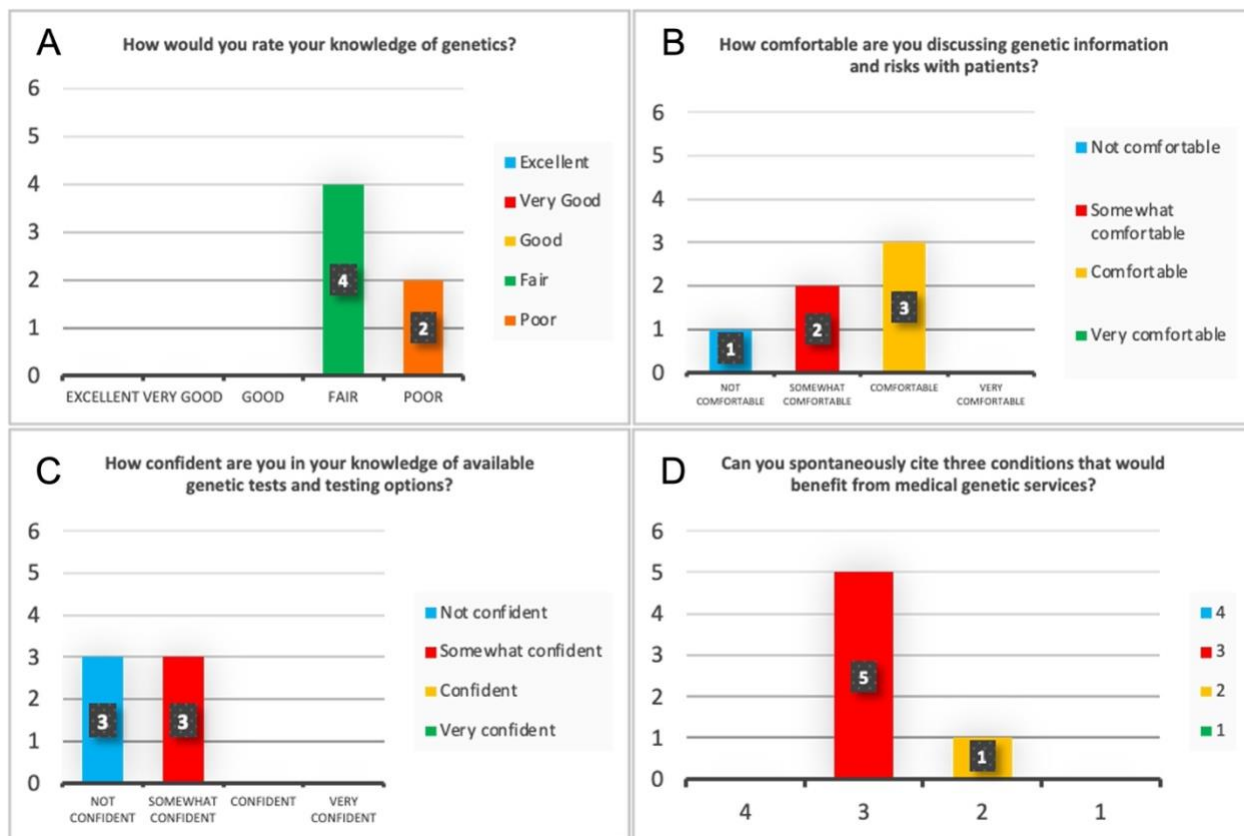 A
How would you rate your knowledge of genetics?
6
5
4
3
2
1
0
4
2
EXCELLENT VERY GOOD GOOD FAIR POOR
Excellent
Very Good
Good
Fair
Poor
B
How comfortable are you discussing genetic information
and risks with patients?
6
5
4
3
2
1
0
1
2
3
NOT SOMEWHAT COMFORTABLE VERY
COMFORTABLE COMFORTABLE COMFORTABLE
Not comfortable
Somewhat
comfortable
Comfortable
Very comfortable
C
How confident are you in your knowledge of available
genetic tests and testing options?
6
5
4
3
2
1
0
3
3
NOT SOMEWHAT CONFIDENT VERY
CONFIDENT CONFIDENT CONFIDENT
Not confident
Somewhat confident
Confident
Very confident
D
Can you spontaneously cite three conditions that would
benefit from medical genetic services?
6
5
4
3
2
1
0
5
1
4 3 2 1
4
3
2
1